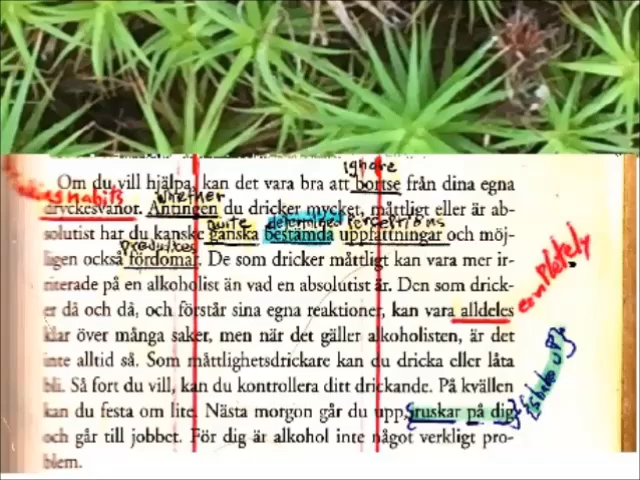 ignore
Om du vill hjälpa, kan det vara bra att bortse från dina egna
habits whether
dryckesvanor. Antingen du dricker mycket, måttligt eller är ab-
quite determined perceptions
solutist har du kanske ganska bestämda uppfattningar och möj-
ligen också fördomar. De som dricker måttligt kan vara mer ir-
riterade på en alkoholist än vad en absolutist är. Den som drick-
completely
er då och då, och förstår sina egna reaktioner, kan vara alldeles
klar över många saker, men när det gäller alkoholisten, är det
inte alltid så. Som måttlighetsdrickare kan du dricka eller låta
bli. Så fort du vill, kan du kontrollera ditt drickande. På kvällen
kan du festa om lite. Nästa morgon går du upp, {ruskar på dig}
{shake up}
och går till jobbet. För dig är alkohol inte något verkligt pro-
blem.